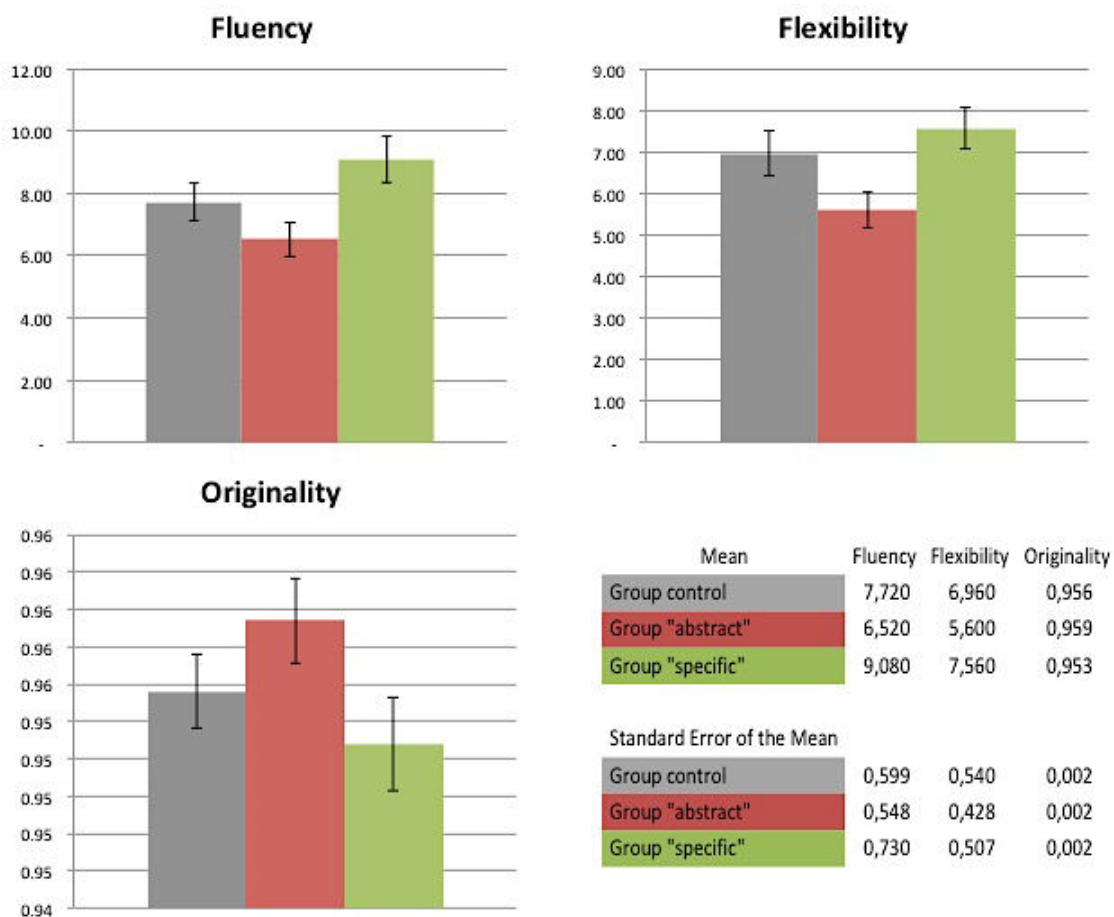 Fluency
12.00
10.00
8.00
6.00
4.00
2.00
-
Flexibility
9.00
8.00
7.00
6.00
5.00
4.00
3.00
2.00
1.00
-
Originality
0.96
0.96
0.96
0.96
0.96
0.95
0.95
0.95
0.95
0.95
0.94
Mean Fluency Flexibility Originality
Group control 7,720 6,960 0,956
Group "abstract" 6,520 5,600 0,959
Group "specific" 9,080 7,560 0,953
Standard Error of the Mean
Group control 0,599 0,540 0,002
Group "abstract" 0,548 0,428 0,002
Group "specific" 0,730 0,507 0,002